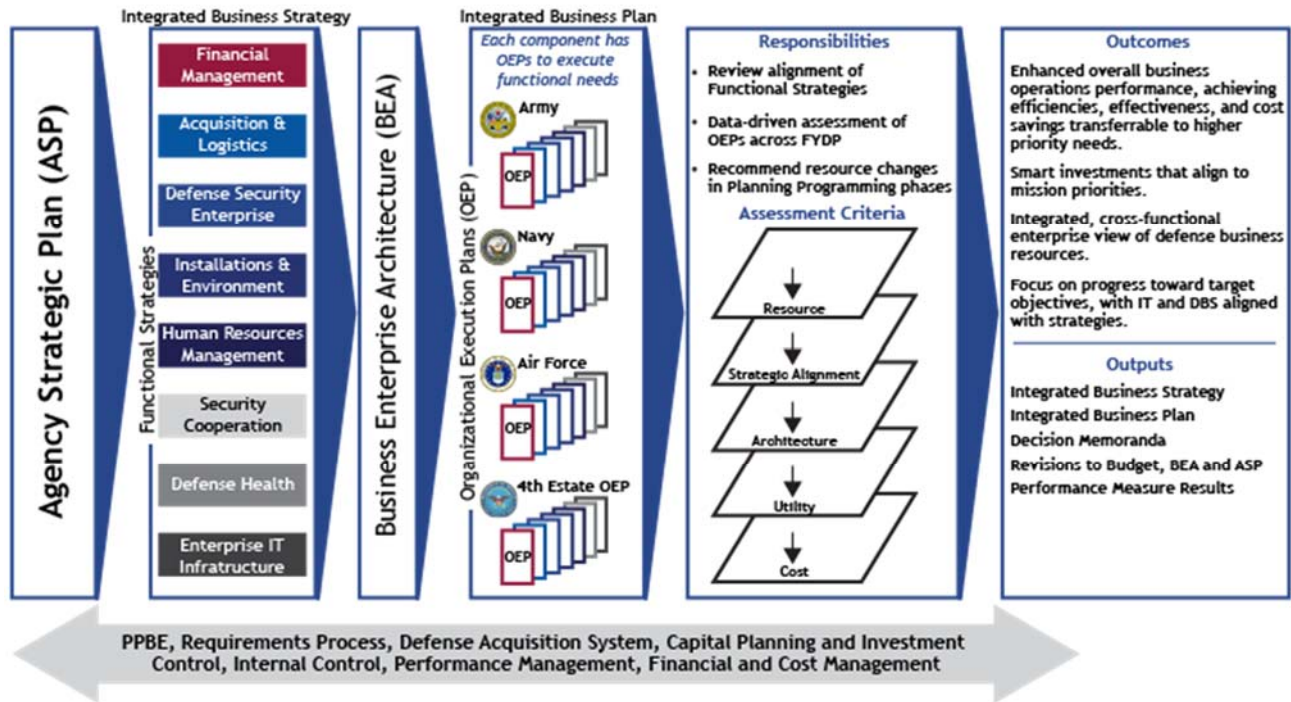 Integrated Business Strategy
Integrated Business Plan
Agency Strategic Plan (ASP)
Functional Strategies
Financial
Management
Acquisition &
Logistics
Defense Security
Enterprise
Installations &
Environment
Human Resources
Management
Security
Cooperation
Defense Health
Enterprise IT
Infratructure
Business Enterprise Architecture (BEA)
Organizational Execution Plans (OEP)
Each component has
OEPs to execute
functional needs
Army
OEP
Navy
OEP
Air Force
OEP
4th Estate OEP
OEP
Responsibilities
• Review alignment of
Functional Strategies
• Data-driven assessment of
OEPs across FYDP
• Recommend resource changes
in Planning Programming phases
Assessment Criteria
Resource
Strategic Alignment
Architecture
Utility
Cost
Outcomes
Enhanced overall business
operations performance, achieving
efficiencies, effectiveness, and cost
savings transferrable to higher
priority needs.
Smart investments that align to
mission priorities.
Integrated, cross-functional
enterprise view of defense business
resources.
Focus on progress toward target
objectives, with IT and DBS aligned
with strategies.
Outputs
Integrated Business Strategy
Integrated Business Plan
Decision Memoranda
Revisions to Budget, BEA and ASP
Performance Measure Results
PPBE, Requirements Process, Defense Acquisition System, Capital Planning and Investment
Control, Internal Control, Performance Management, Financial and Cost Management